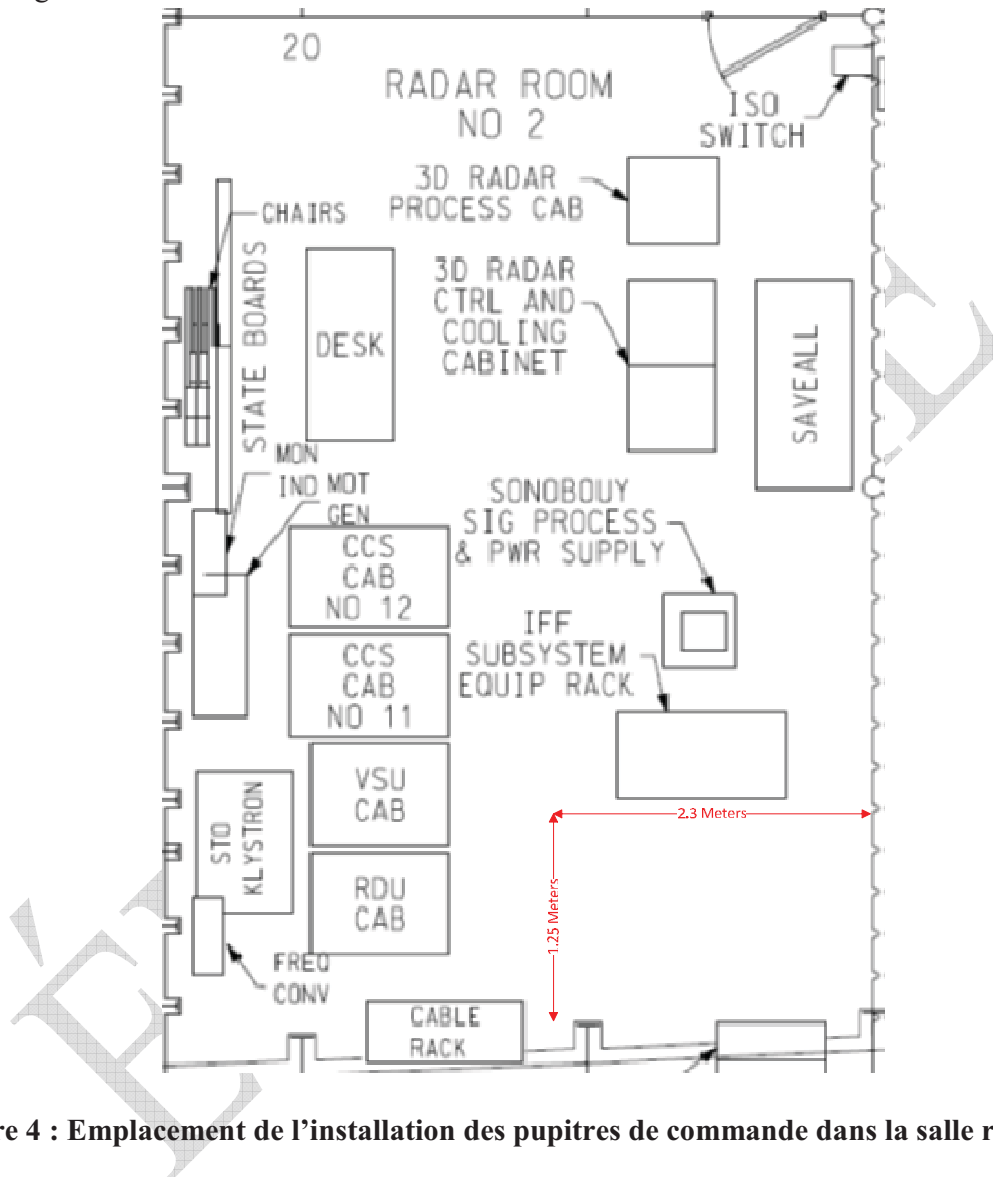 20
RADAR ROOM
NO 2
ISO
SWITCH
3D RADAR
PROCESS CAB
CHAIRS
STATE BOARDS
DESK
3D RADAR
CTRL AND
COOLING
CABINET
SAVEALL
MON
IND
MOT
GEN
SONOBOUY
SIG PROCESS
& PWR SUPPLY
CCS
CAB
NO 12
IFF
SUBSYSTEM
EQUIP RACK
CCS
CAB
NO 11
VSU
CAB
STO
KLYSTRON
2.3 Meters
1.25 Meters
RDU
CAB
FREQ
CONV
CABLE
RACK
re 4 : Emplacement de l’installation des pupitres de commande dans la salle r